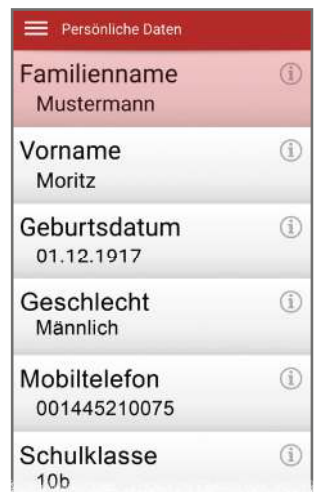 Persönliche Daten
Familienname
Mustermann
Vorname
Moritz
Geburtsdatum
01.12.1917
Geschlecht
Männlich
Mobiltelefon
001445210075
Schulklasse
10b